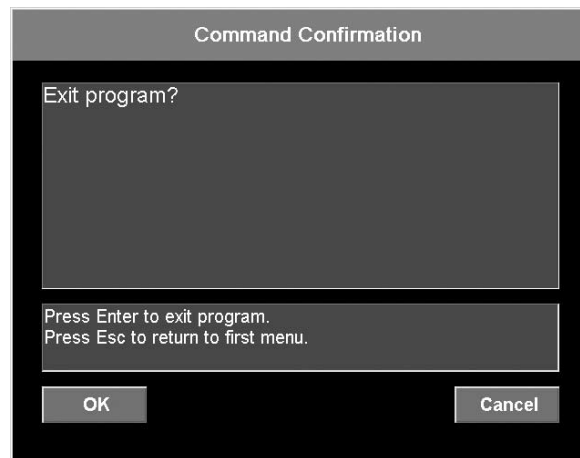 Command Confirmation
Exit program?
Press Enter to exit program.
Press Esc to return to first menu.
OK
Cancel